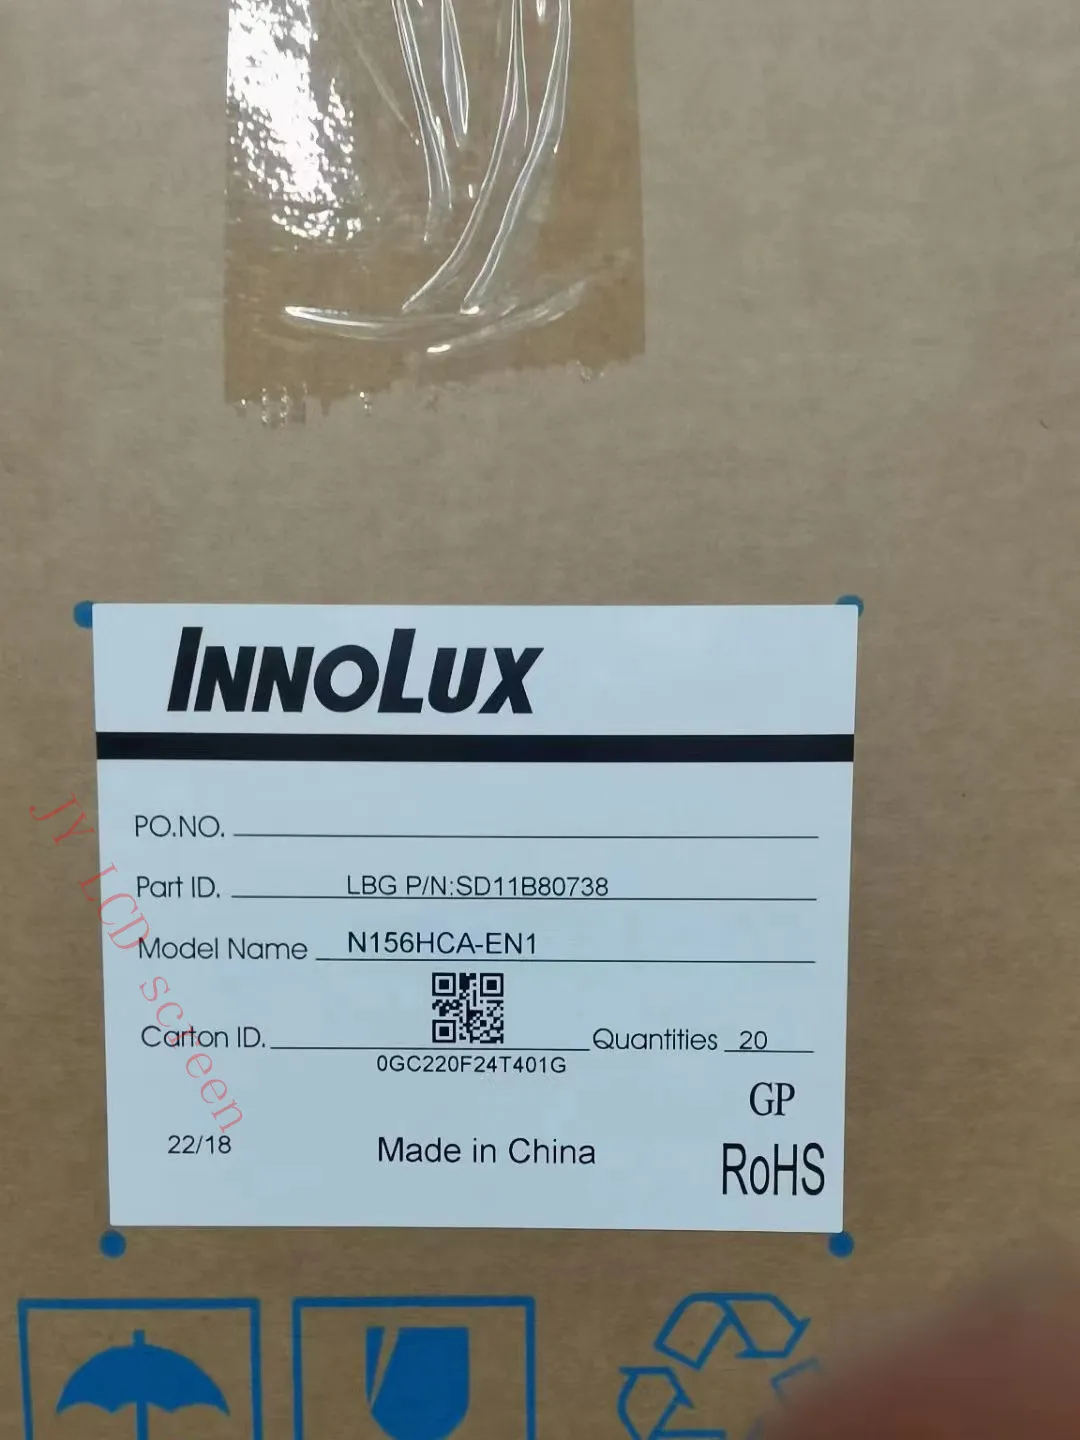 INNOLUX
PO.NO.
Part ID. LBG P/N:SD11B80738
Model Name N156HCA-EN1
Carton ID. Quantities 20
0GC220F24T401G
GP
22/18 Made in China RoHS
JY LCD screen